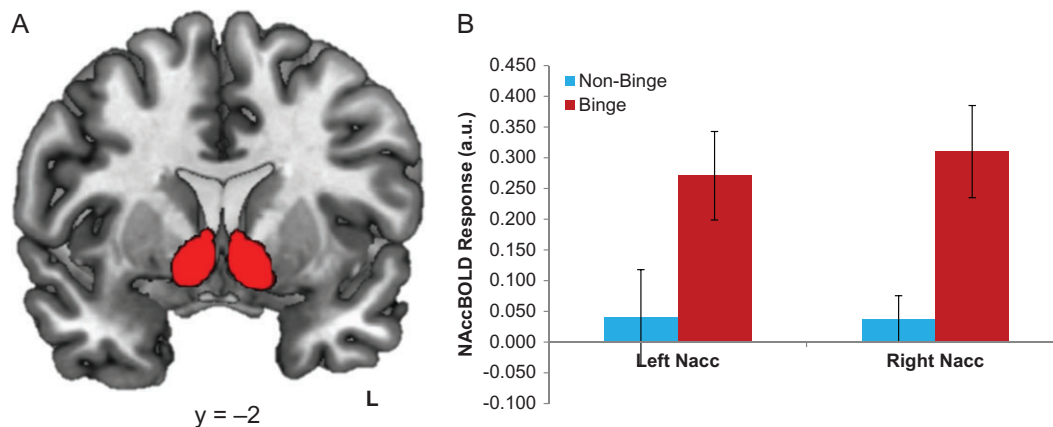 A
L
y = –2
B
NAccBOLD Response (a.u.)
0.450
0.400
0.350
0.300
0.250
0.200
0.150
0.100
0.050
0.000
-0.050
-0.100
Non-Binge
Binge
Left Nacc
Right Nacc